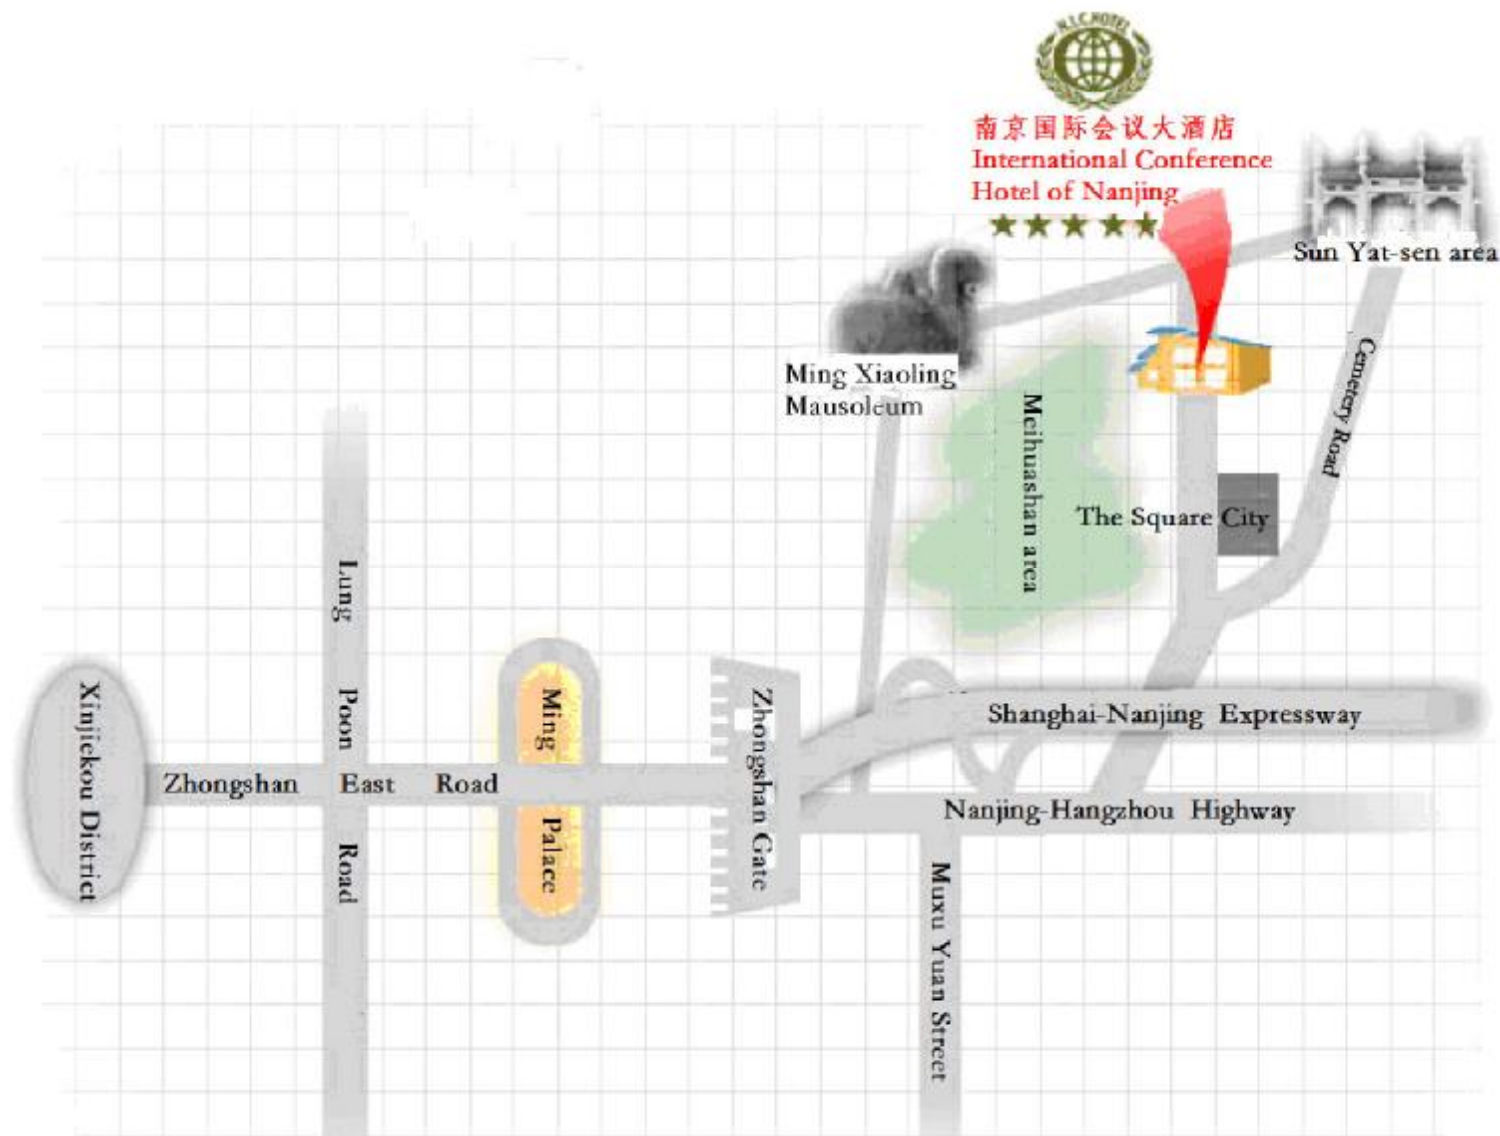 N.I.C.HOTEL
南京国际会议大酒店
International Conference
Hotel of Nanjing
Sun Yat-sen area
Ming Xiaoling
Mausoleum
Meihuashan area
Cemetery Road
The Square City
Lung Poon Road
Xinjickou District
Zhongshan East Road
Ming Palace
Zhongshan Gate
Shanghai-Nanjing Expressway
Nanjing-Hangzhou Highway
Muxu Yuan Street